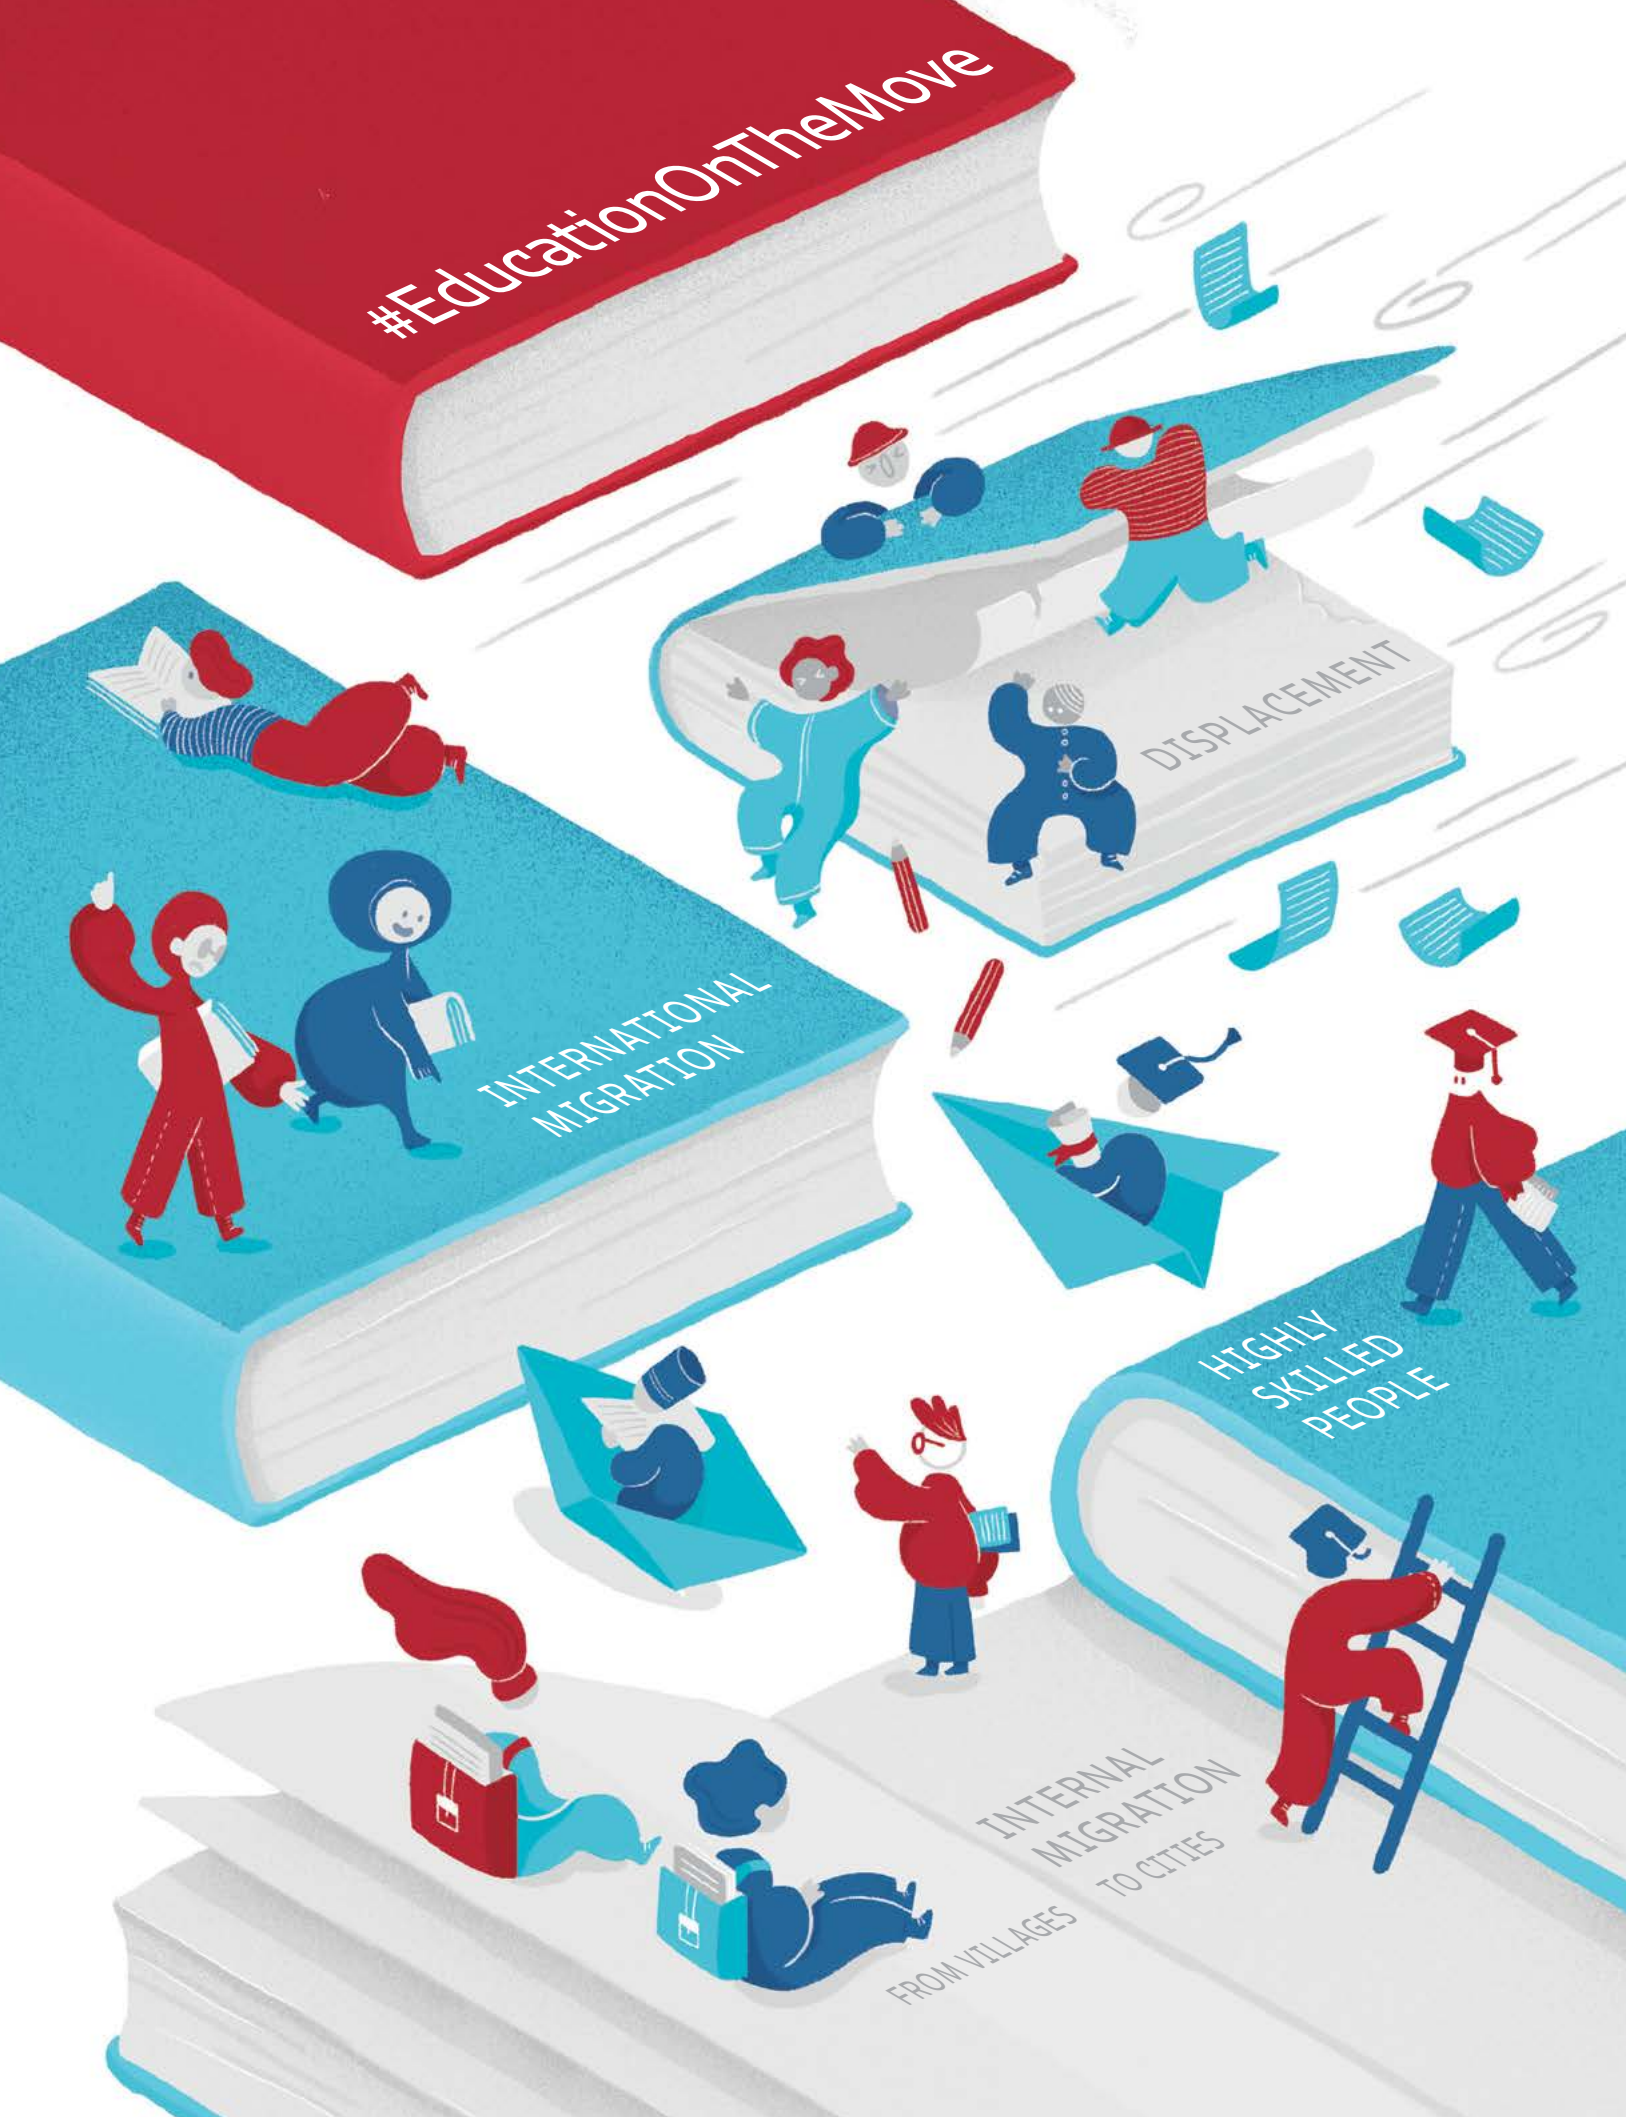 #EducationOnTheMove
DISPLACEMENT
INTERNATIONAL
MIGRATION
HIGHLY
SKILLED
PEOPLE
INTERNAL
MIGRATION
FROM VILLAGES TO CITIES